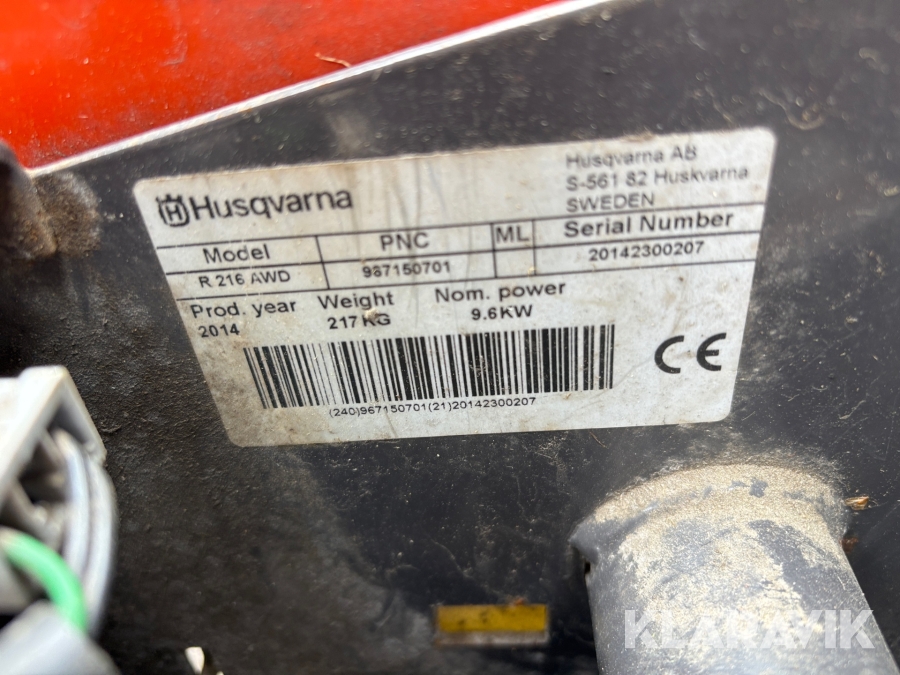 Husqvarna
Husqvarna AB
S-561 82 Huskvarna
SWEDEN
Model PNC ML Serial Number
R 216 AWD 967150701 20142300207
Prod. year Weight Nom. power
2014 217 KG 9.6KW
CE
(240)967150701(21)20142300207
KLARAVIK